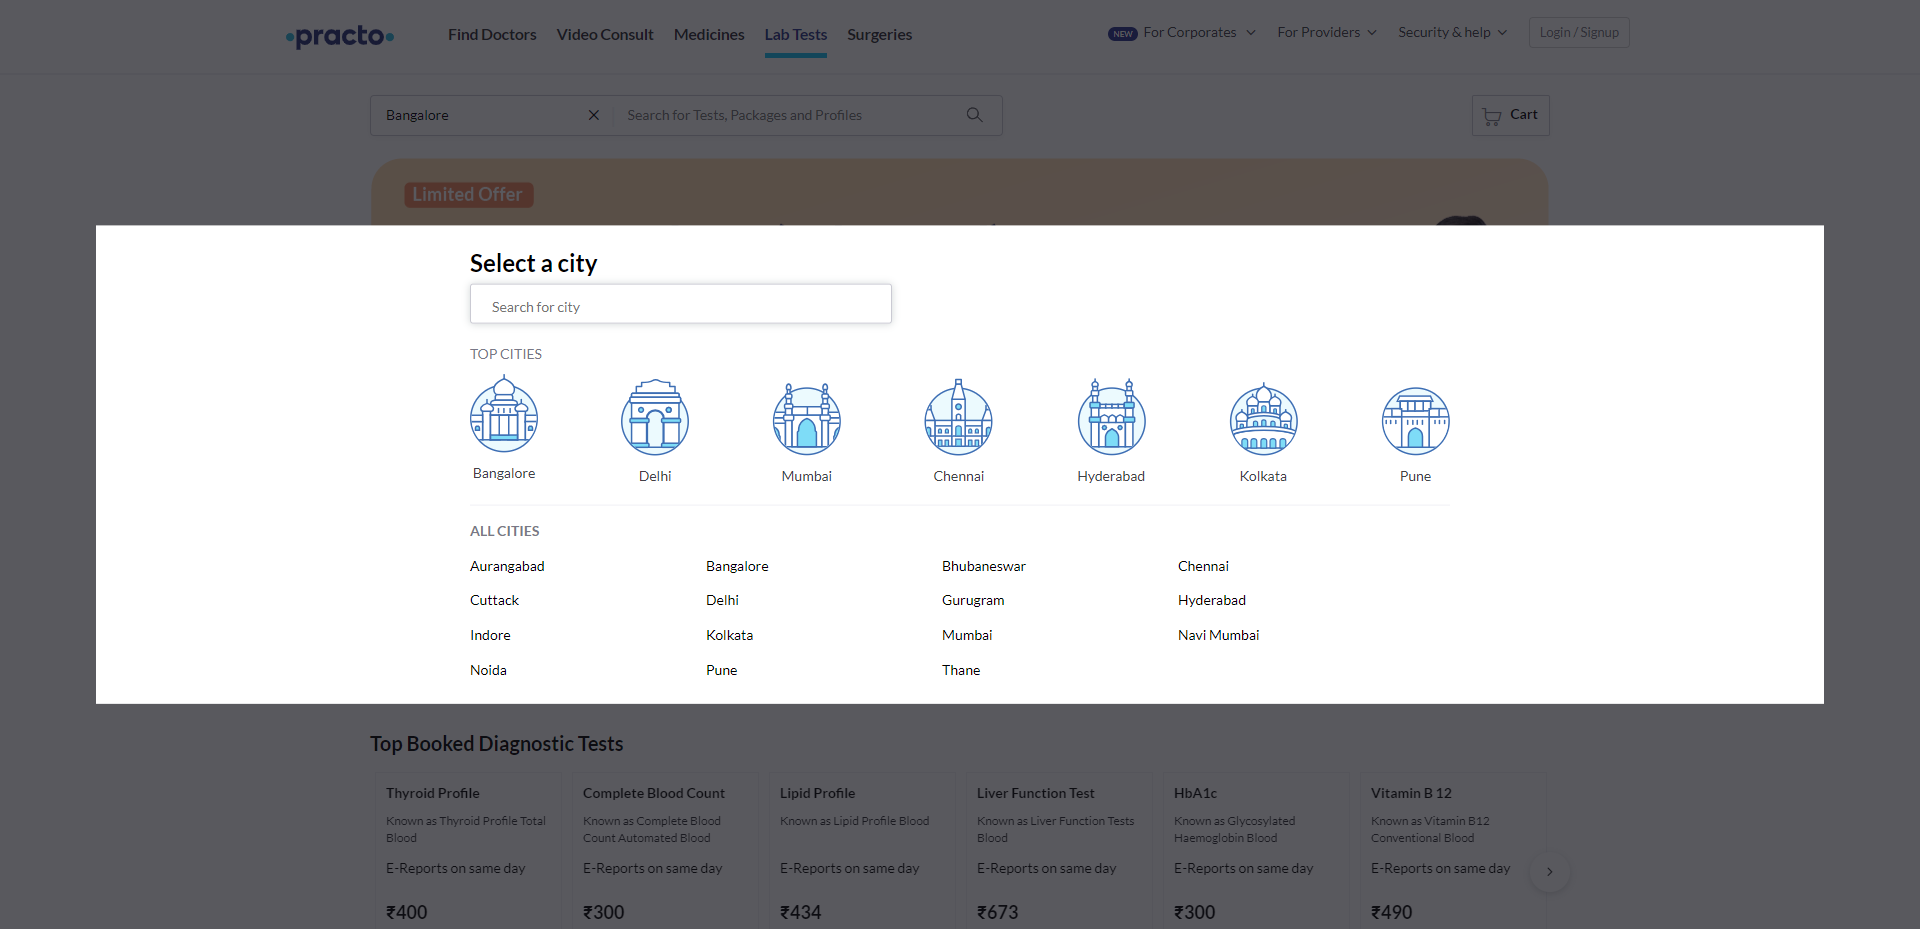 practo
Find Doctors Video Consult Medicines Lab Tests Surgeries
NEW For Corporates For Providers Security & help Login / Signup
Bangalore Search for Tests, Packages and Profiles Cart
Limited Offer
Select a city
Search for city
TOP CITIES
Bangalore Delhi Mumbai Chennai Hyderabad Kolkata Pune
ALL CITIES
Aurangabad Bangalore Bhubaneswar Chennai
Cuttack Delhi Gurugram Hyderabad
Indore Kolkata Mumbai Navi Mumbai
Noida Pune Thane
Top Booked Diagnostic Tests
Thyroid Profile Complete Blood Count Lipid Profile Liver Function Test HbA1c Vitamin B 12
Known as Thyroid Profile Total Known as Complete Blood Known as Lipid Profile Blood Known as Liver Function Tests Known as Glycosylated Known as Vitamin B12
Blood Count Automated Blood Blood Haemoglobin Blood Conventional Blood
E-Reports on same day E-Reports on same day E-Reports on same day E-Reports on same day E-Reports on same day E-Reports on same day
₹400 ₹300 ₹434 ₹673 ₹300 ₹490